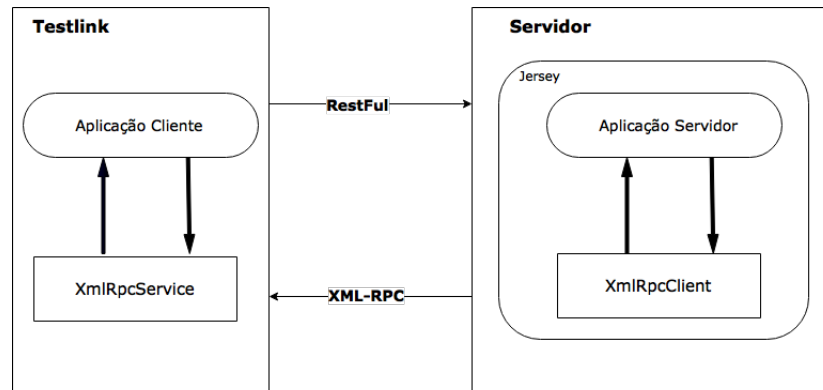 Testlink
Servidor
Jersey
RestFul
Aplicação Cliente
Aplicação Servidor
XmlRpcService
XML-RPC
XmlRpcClient